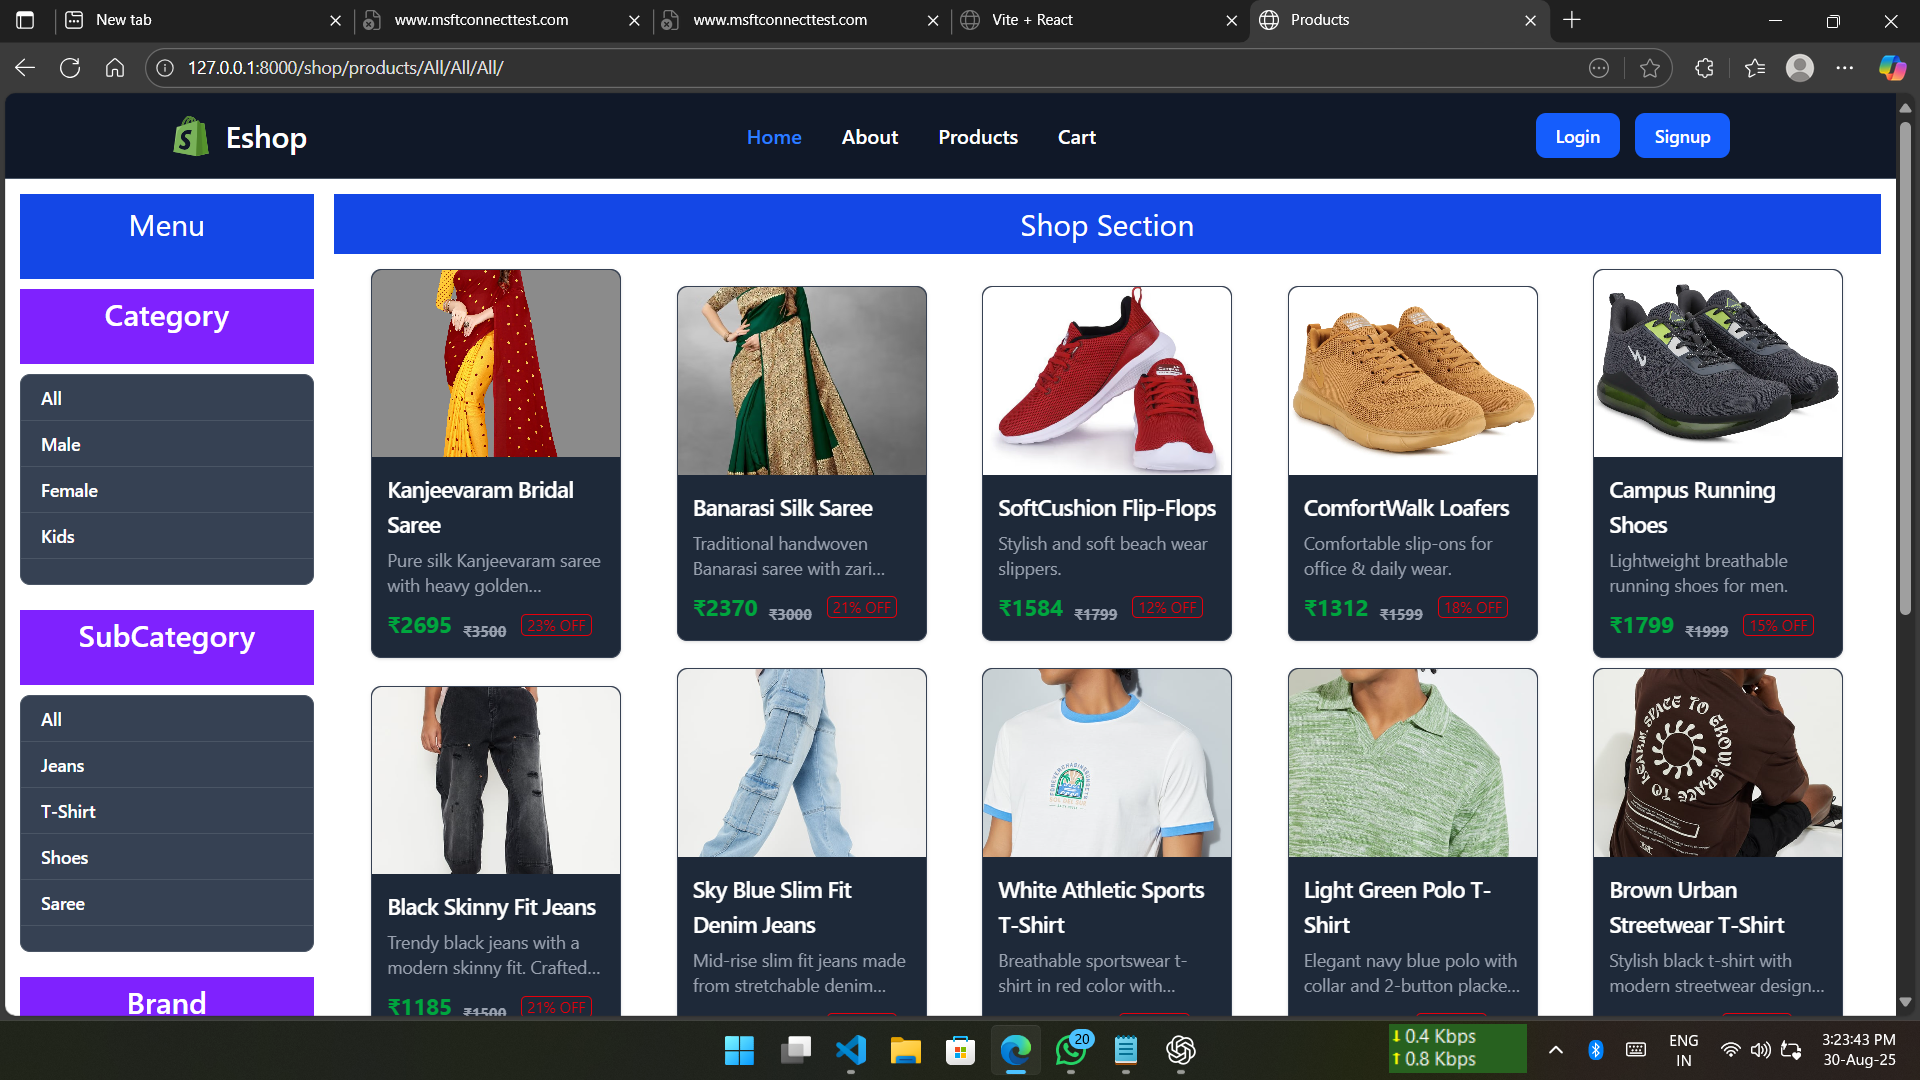 New tab
www.msftconnecttest.com
www.msftconnecttest.com
Vite + React
Products
127.0.0.1:8000/shop/products/All/All/All/
Eshop
Home
About
Products
Cart
Login
Signup
Menu
Category
All
Male
Female
Kids
SubCategory
All
Jeans
T-Shirt
Shoes
Saree
Brand
Shop Section
Kanjeevaram Bridal
Saree
Pure silk Kanjeevaram saree
with heavy golden...
₹2695 ₹3500 23% OFF
Banarasi Silk Saree
Traditional handwoven
Banarasi saree with zari...
₹2370 ₹3000 21% OFF
SoftCushion Flip-Flops
Stylish and soft beach wear
slippers.
₹1584 ₹1799 12% OFF
ComfortWalk Loafers
Comfortable slip-ons for
office & daily wear.
₹1312 ₹1599 18% OFF
Campus Running
Shoes
Lightweight breathable
running shoes for men.
₹1799 ₹1999 15% OFF
Black Skinny Fit Jeans
Trendy black jeans with a
modern skinny fit. Crafted...
₹1185 ₹1500 21% OFF
Sky Blue Slim Fit
Denim Jeans
Mid-rise slim fit jeans made
from stretchable denim...
White Athletic Sports
T-Shirt
Breathable sportswear t-
shirt in red color with...
Light Green Polo T-
Shirt
Elegant navy blue polo with
collar and 2-button placke...
Brown Urban
Streetwear T-Shirt
Stylish black t-shirt with
modern streetwear design...
20
0.4 Kbps
0.8 Kbps
ENG
IN
3:23:43 PM
30-Aug-25